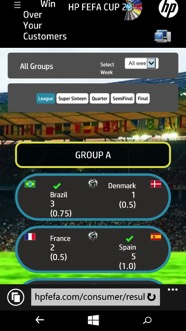 Win HP FEFA CUP 2
Over
Your
Customers
hp
All Groups
Select Week
All wee
League Super Sixteen Quarter SemiFinal Final
GROUP A
Brazil Denmark
3 1
(0.75) (0.5)
France Spain
2 5
(0.5) (1.0)
hpfefa.com/consumer/resul